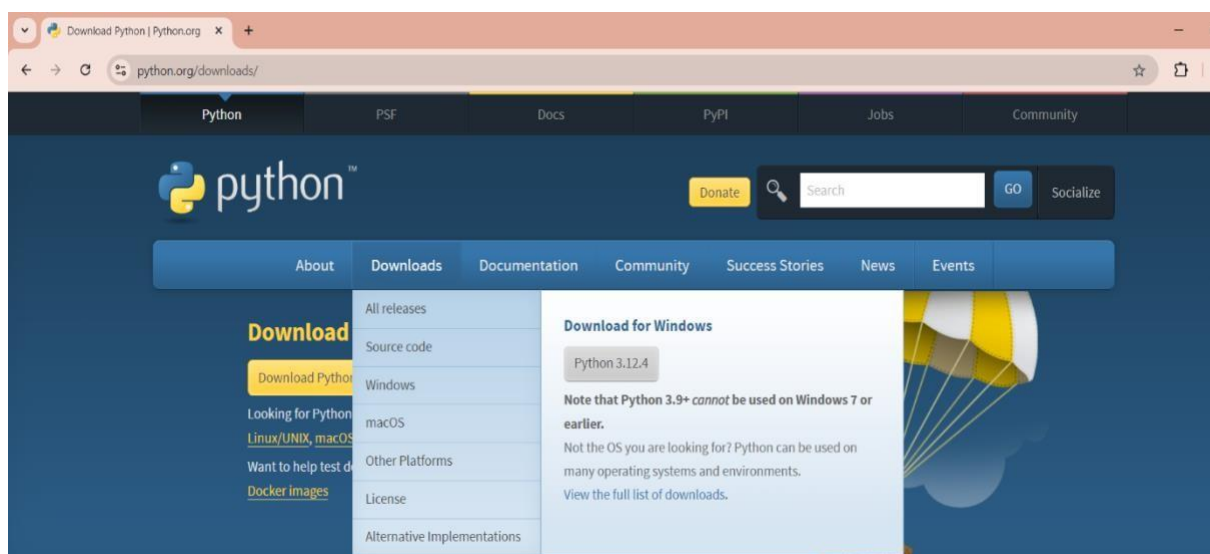 Download Python | Python.org
python.org/downloads/
Python PSF Docs PyPI Jobs Community
python™
Donate Search GO Socialize
About Downloads Documentation Community Success Stories News Events
Download
Download Python
Looking for Python
Linux/UNIX, macOS
Want to help test
Docker images
All releases
Source code
Windows
macOS
Other Platforms
License
Alternative Implementations
Download for Windows
Python 3.12.4
Note that Python 3.9+ cannot be used on Windows 7 or
earlier.
Not the OS you are looking for? Python can be used on
many operating systems and environments.
View the full list of downloads.